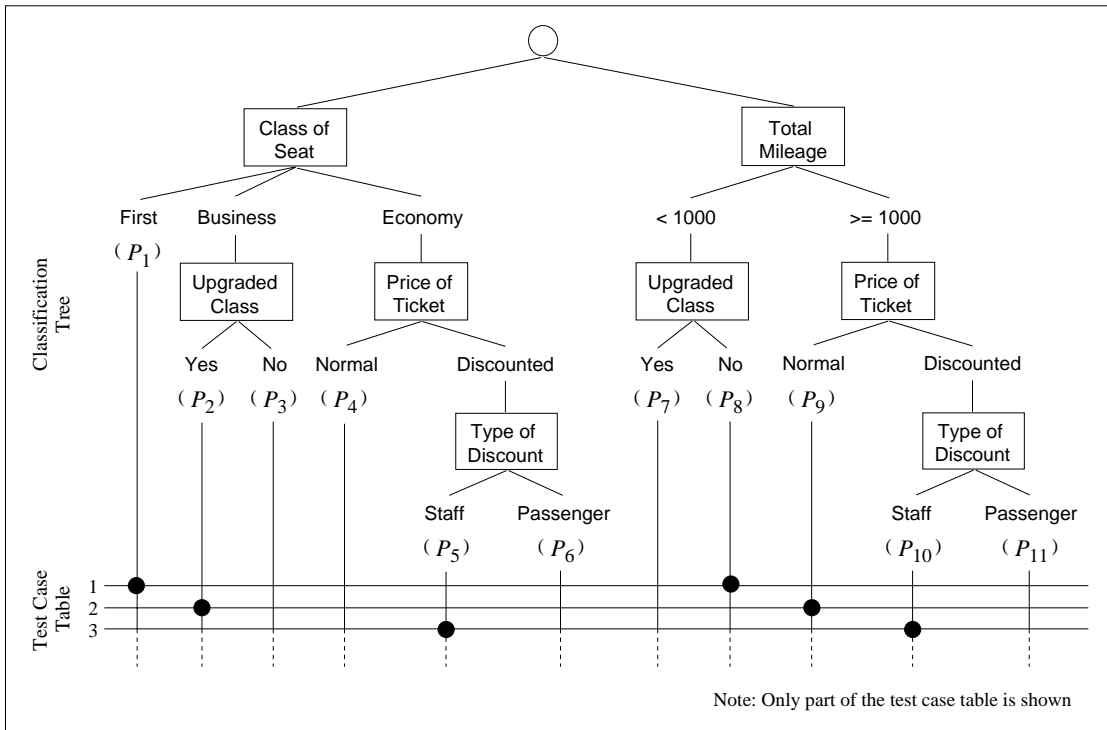 Class of
Seat
Total
Mileage
First
Business
Economy
< 1000
>= 1000
(P1)
Upgraded
Class
Price of
Ticket
Upgraded
Class
Price of
Ticket
Classification
Tree
Yes
No
Normal
Discounted
Yes
No
Normal
Discounted
(P2)
(P3)
(P4)
(P7)
(P8)
(P9)
Type of
Discount
Type of
Discount
Staff
Passenger
Staff
Passenger
(P5)
(P6)
(P10)
(P11)
Test Case
Table
1
2
3
Note: Only part of the test case table is shown